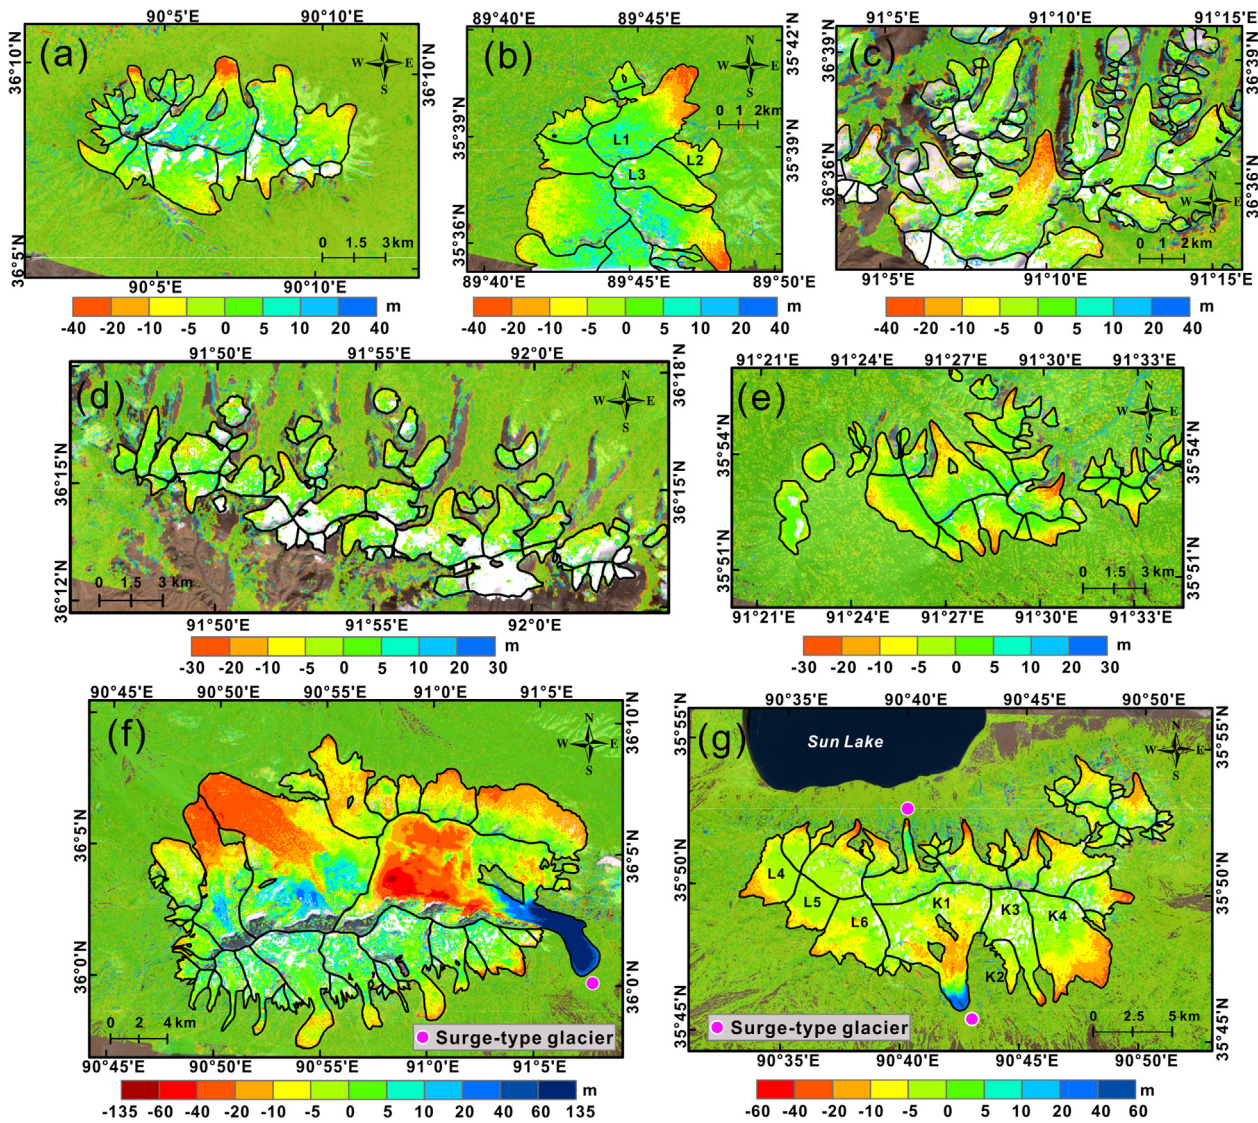 (a)
90°5'E 90°10'E
36°10'N 36°10'N
N
W E
S
36°5'N
0 1.5 3 km
90°5'E 90°10'E
-40 -20 -10 -5 0 5 10 20 40 m
(b)
89°40'E 89°45'E
35°42'N
N
W E
S
0 1 2km
35°39'N 35°39'N
L1
L2
L3
35°36'N 35°36'N
89°40'E 89°45'E 89°50'E
-40 -20 -10 -5 0 5 10 20 40 m
(c)
91°5'E 91°10'E 91°15'E
36°39'N 36°39'N
36°36'N 36°36'N
N
W E
S
0 1 2 km
91°5'E 91°10'E 91°15'E
-40 -20 -10 -5 0 5 10 20 40 m
(d)
91°50'E 91°55'E 92°0'E
36°18'N
N
W E
S
36°15'N 36°15'N
36°12'N
0 1.5 3 km
91°50'E 91°55'E 92°0'E
-30 -20 -10 -5 0 5 10 20 30 m
(e)
91°21'E 91°24'E 91°27'E 91°30'E 91°33'E
N
W E
S
35°54'N 35°54'N
35°51'N 35°51'N
0 1.5 3 km
91°21'E 91°24'E 91°27'E 91°30'E 91°33'E
-30 -20 -10 -5 0 5 10 20 30 m
(f)
90°45'E 90°50'E 90°55'E 91°0'E 91°5'E
36°10'N
N
W E
S
36°5'N 36°5'N
36°0'N 36°0'N
0 2 4 km
Surge-type glacier
90°45'E 90°50'E 90°55'E 91°0'E 91°5'E
-135 -60 -40 -20 -10 -5 0 5 10 20 40 60 135 m
(g)
90°35'E 90°40'E 90°45'E 90°50'E
35°55'N 35°55'N
Sun Lake
N
W E
S
35°50'N 35°50'N
L4
L5
L6
K1
K3
K4
K2
35°45'N 35°45'N
Surge-type glacier
0 2.5 5 km
90°35'E 90°40'E 90°45'E 90°50'E
-60 -40 -20 -10 -5 0 5 10 20 40 60 m